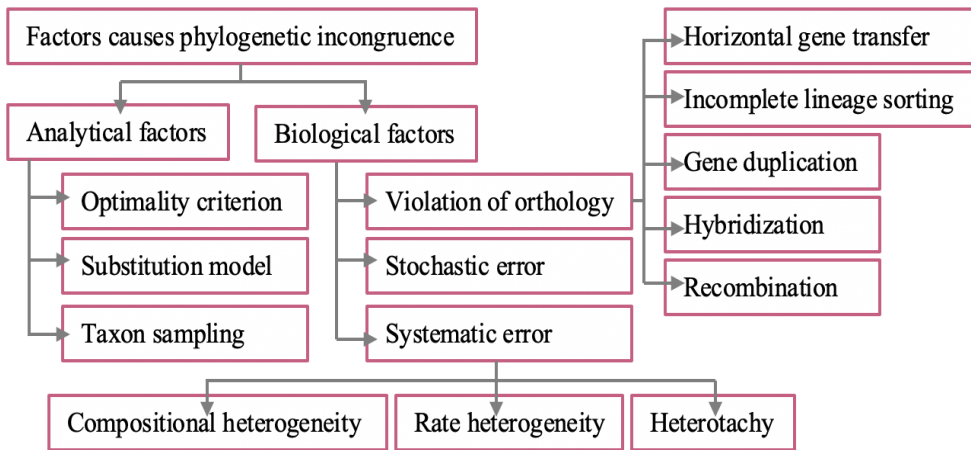 Factors causes phylogenetic incongruence
Analytical factors
Optimality criterion
Substitution model
Taxon sampling
Biological factors
Violation of orthology
Stochastic error
Systematic error
Horizontal gene transfer
Incomplete lineage sorting
Gene duplication
Hybridization
Recombination
Compositional heterogeneity
Rate heterogeneity
Heterotachy